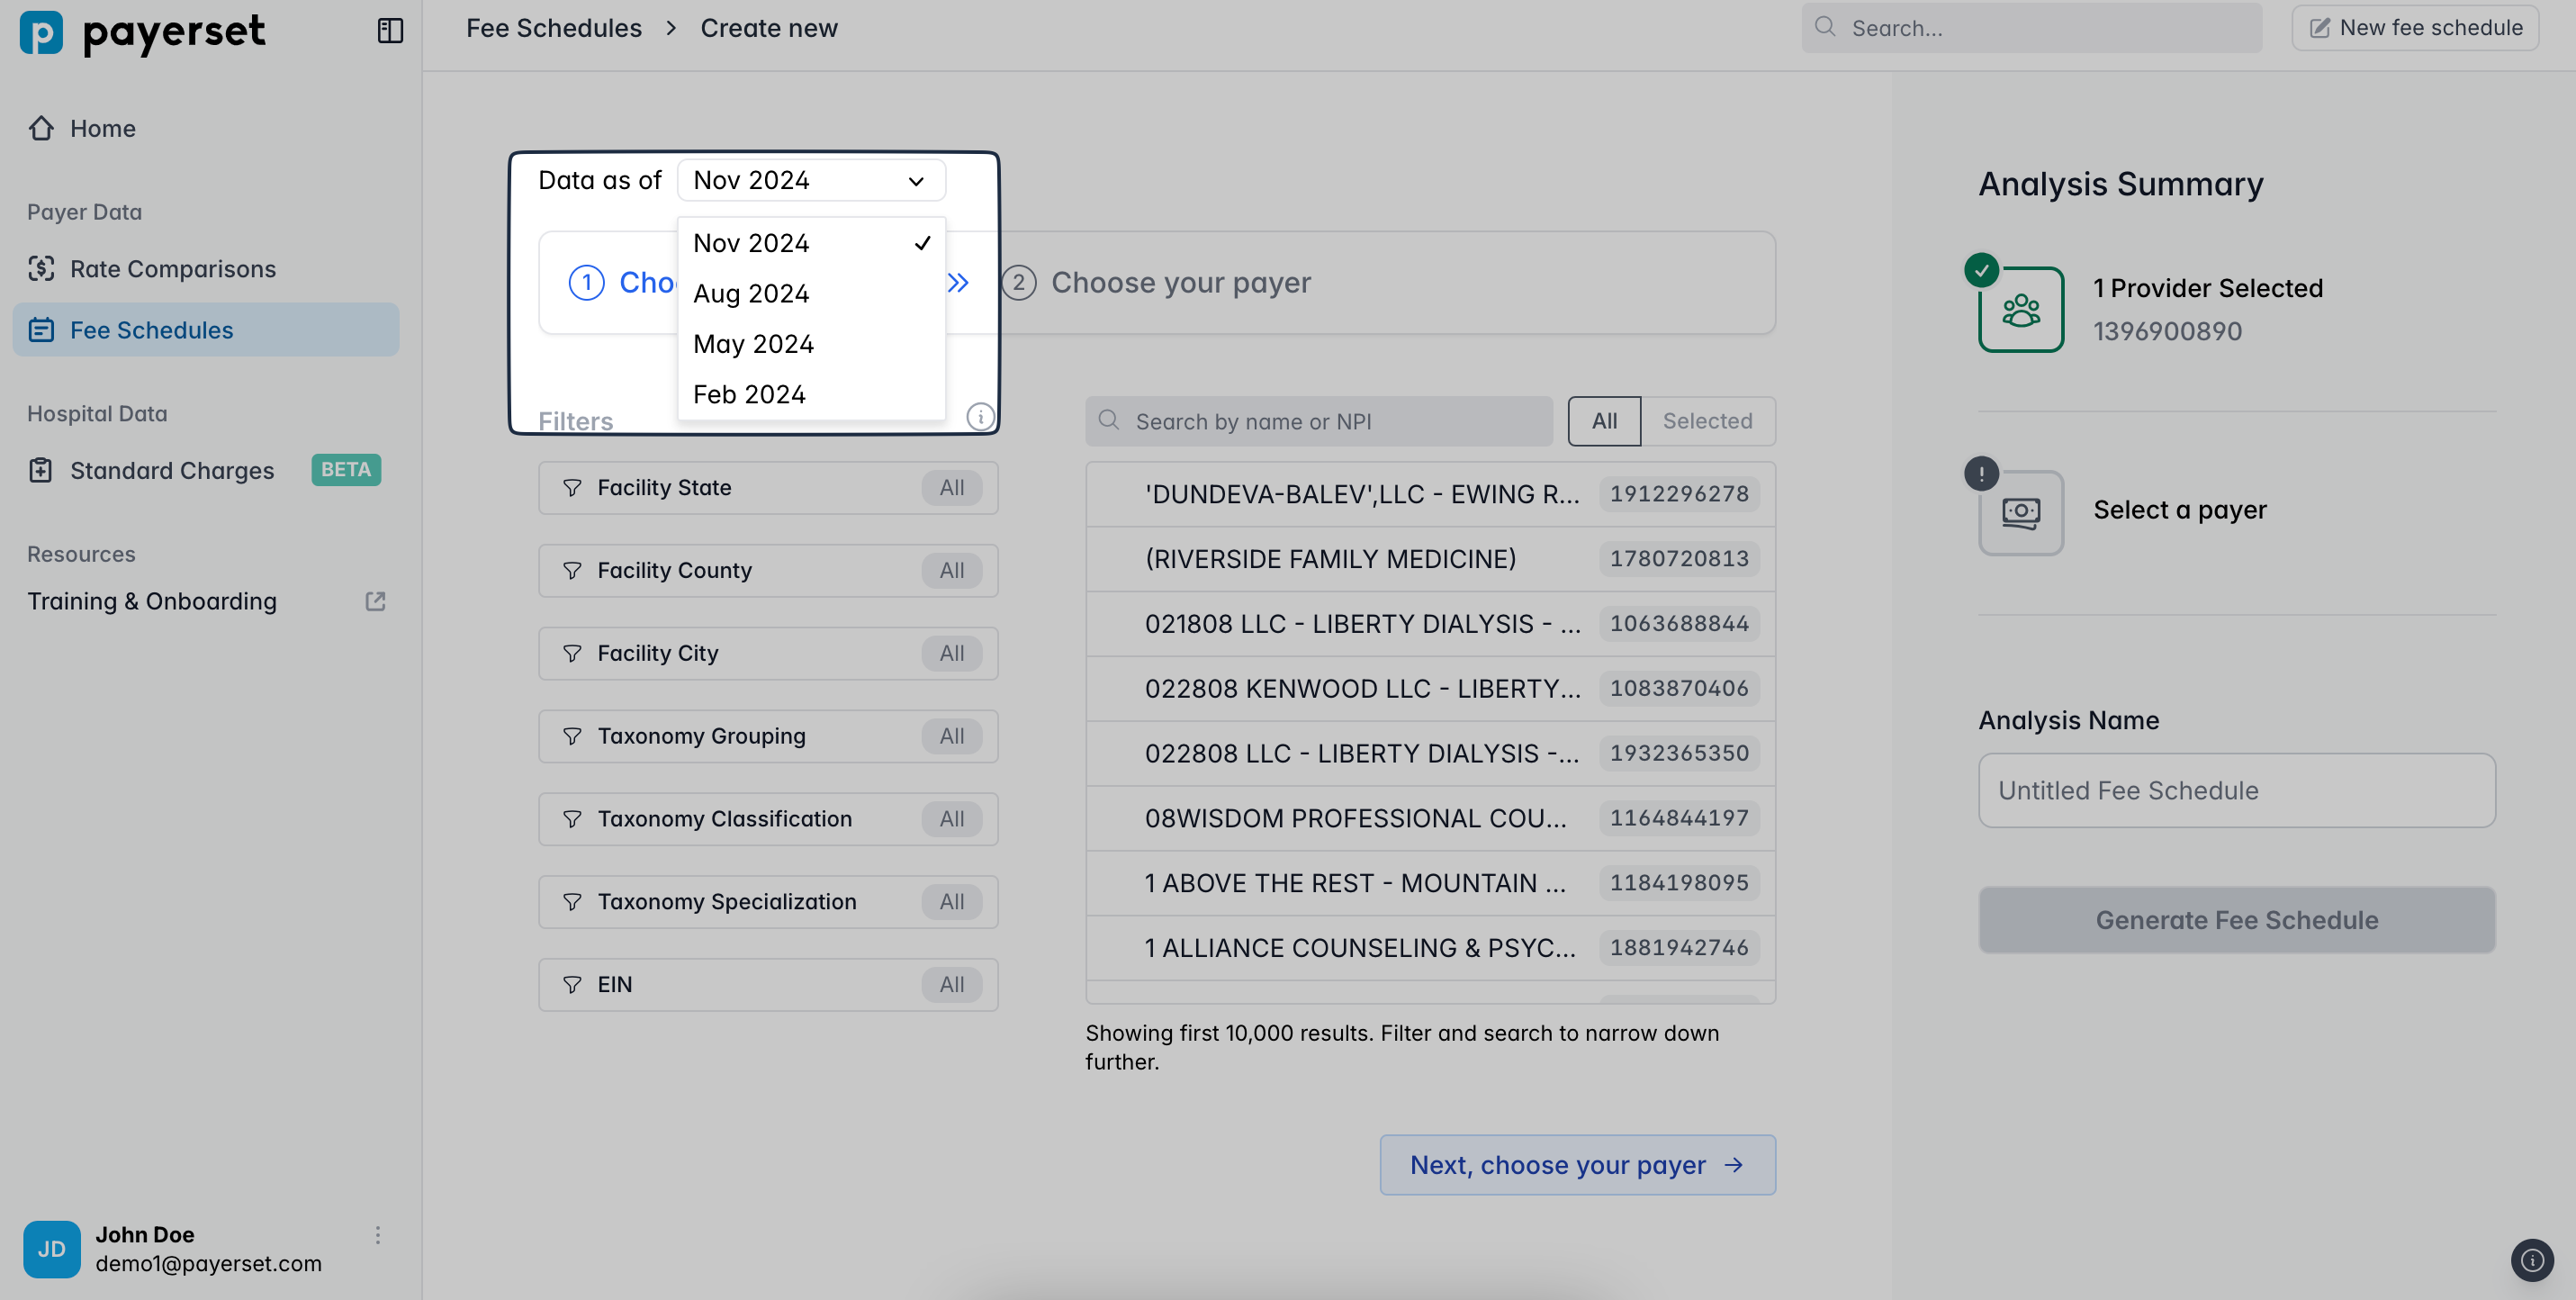 payerset
Fee Schedules > Create new
Search...
New fee schedule
Home
Payer Data
Rate Comparisons
Fee Schedules
Hospital Data
Standard Charges BETA
Resources
Training & Onboarding
JD
John Doe
demo1@payerset.com
Data as of Nov 2024
Nov 2024
Aug 2024
May 2024
Feb 2024
1 Choo
2 Choose your payer
Filters
Facility State All
Facility County All
Facility City All
Taxonomy Grouping All
Taxonomy Classification All
Taxonomy Specialization All
EIN All
Search by name or NPI
All Selected
'DUNDEVA-BALEV',LLC - EWING R... 1912296278
(RIVERSIDE FAMILY MEDICINE) 1780720813
021808 LLC - LIBERTY DIALYSIS - ... 1063688844
022808 KENWOOD LLC - LIBERTY... 1083870406
022808 LLC - LIBERTY DIALYSIS -... 1932365350
08WISDOM PROFESSIONAL COU... 1164844197
1 ABOVE THE REST - MOUNTAIN ... 1184198095
1 ALLIANCE COUNSELING & PSYC... 1881942746
Showing first 10,000 results. Filter and search to narrow down
further.
Next, choose your payer →
Analysis Summary
1 Provider Selected
1396900890
Select a payer
Analysis Name
Untitled Fee Schedule
Generate Fee Schedule